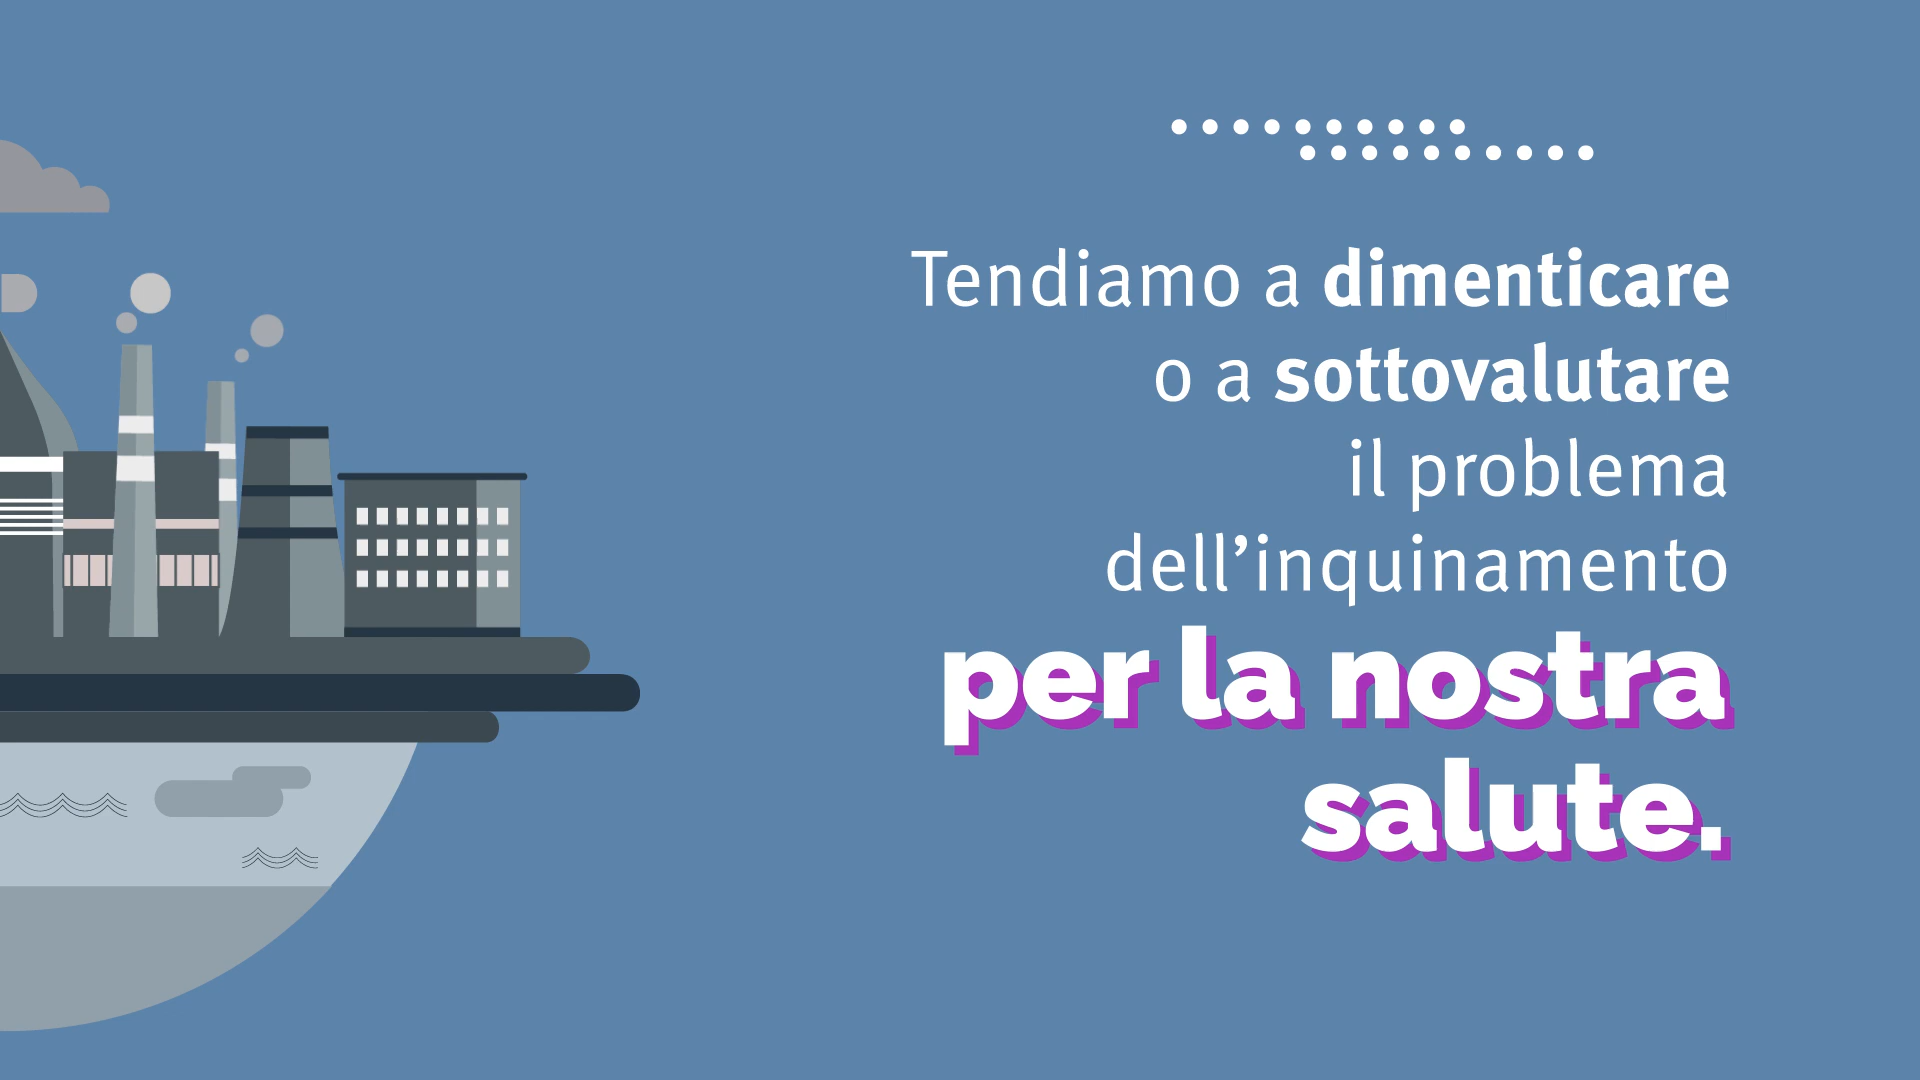 Tendiamo a dimenticare
o a sottovalutare
il problema
dell’inquinamento
per la nostra
salute.